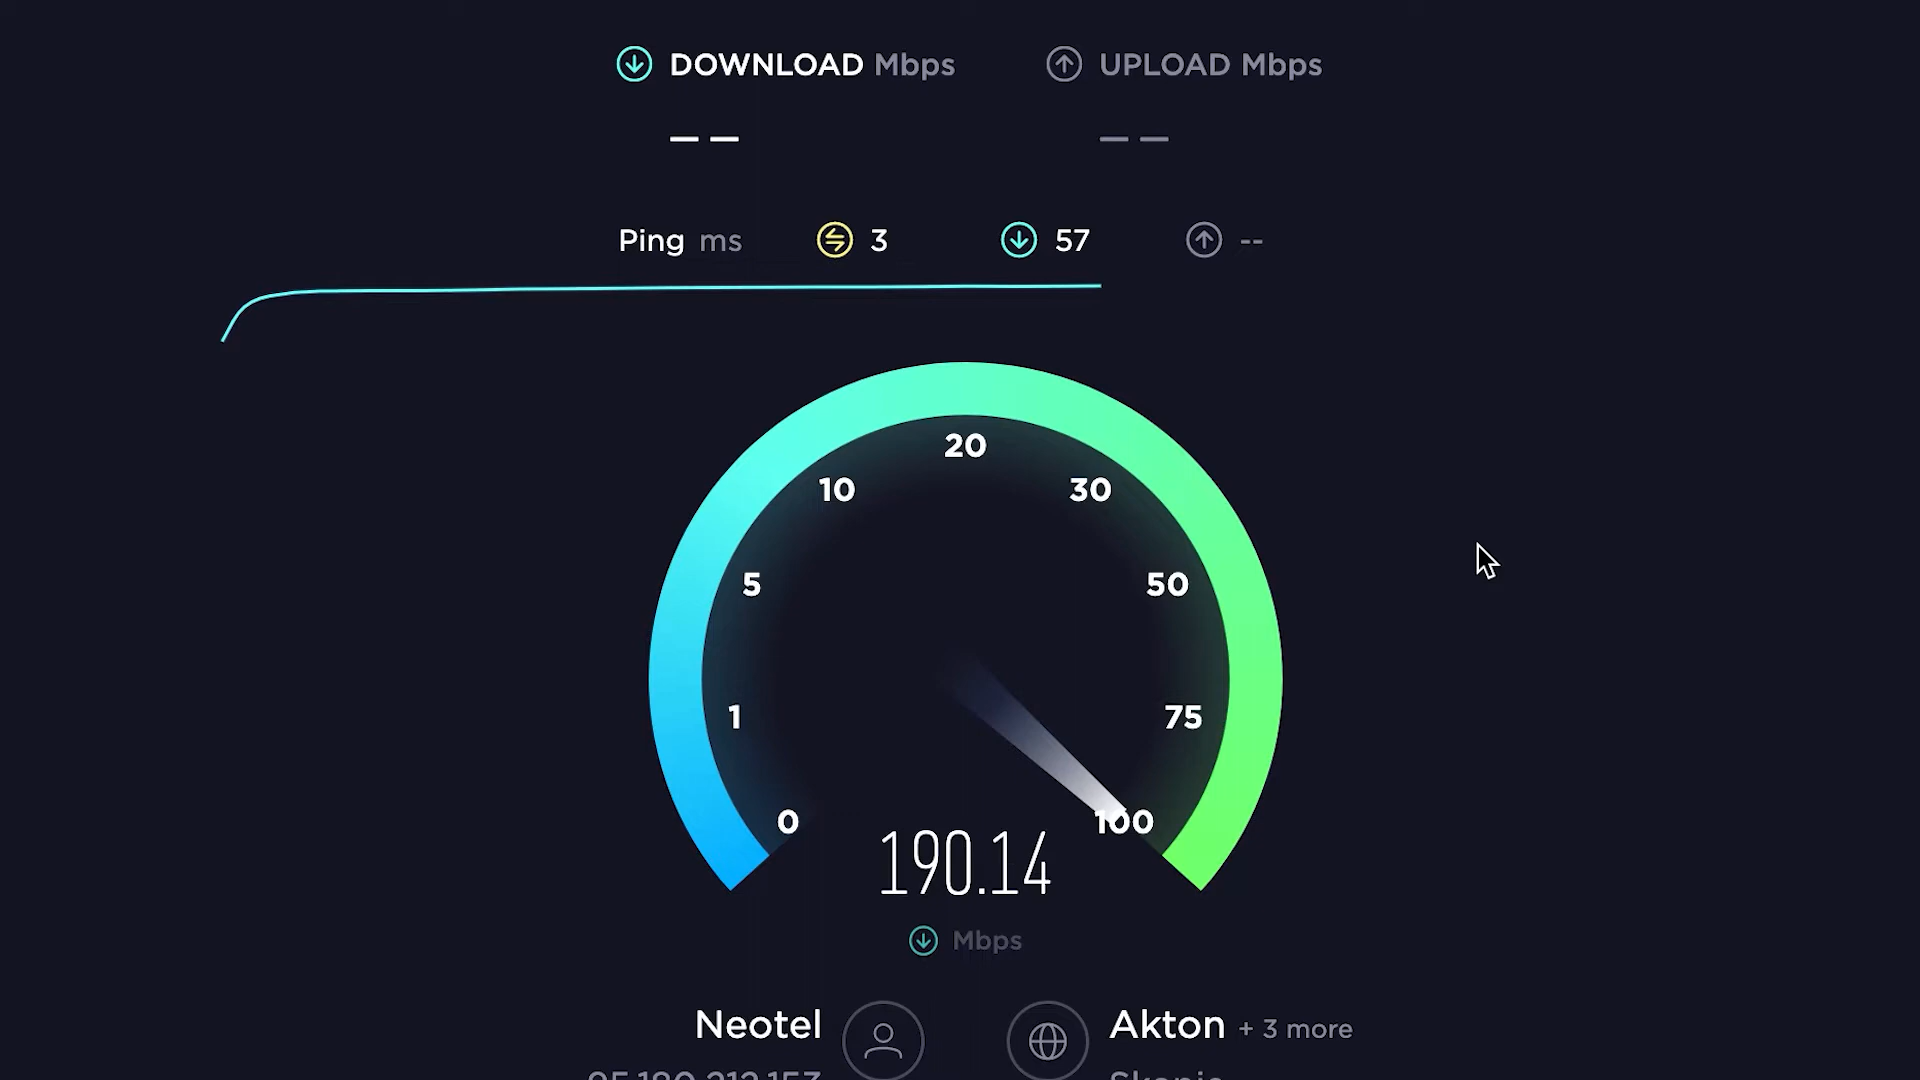 DOWNLOAD Mbps
UPLOAD Mbps
— —
— —
Ping ms 3 57 --
20
10
30
5
50
1
75
0
100
190.14
Mbps
Neotel
Akton + 3 more